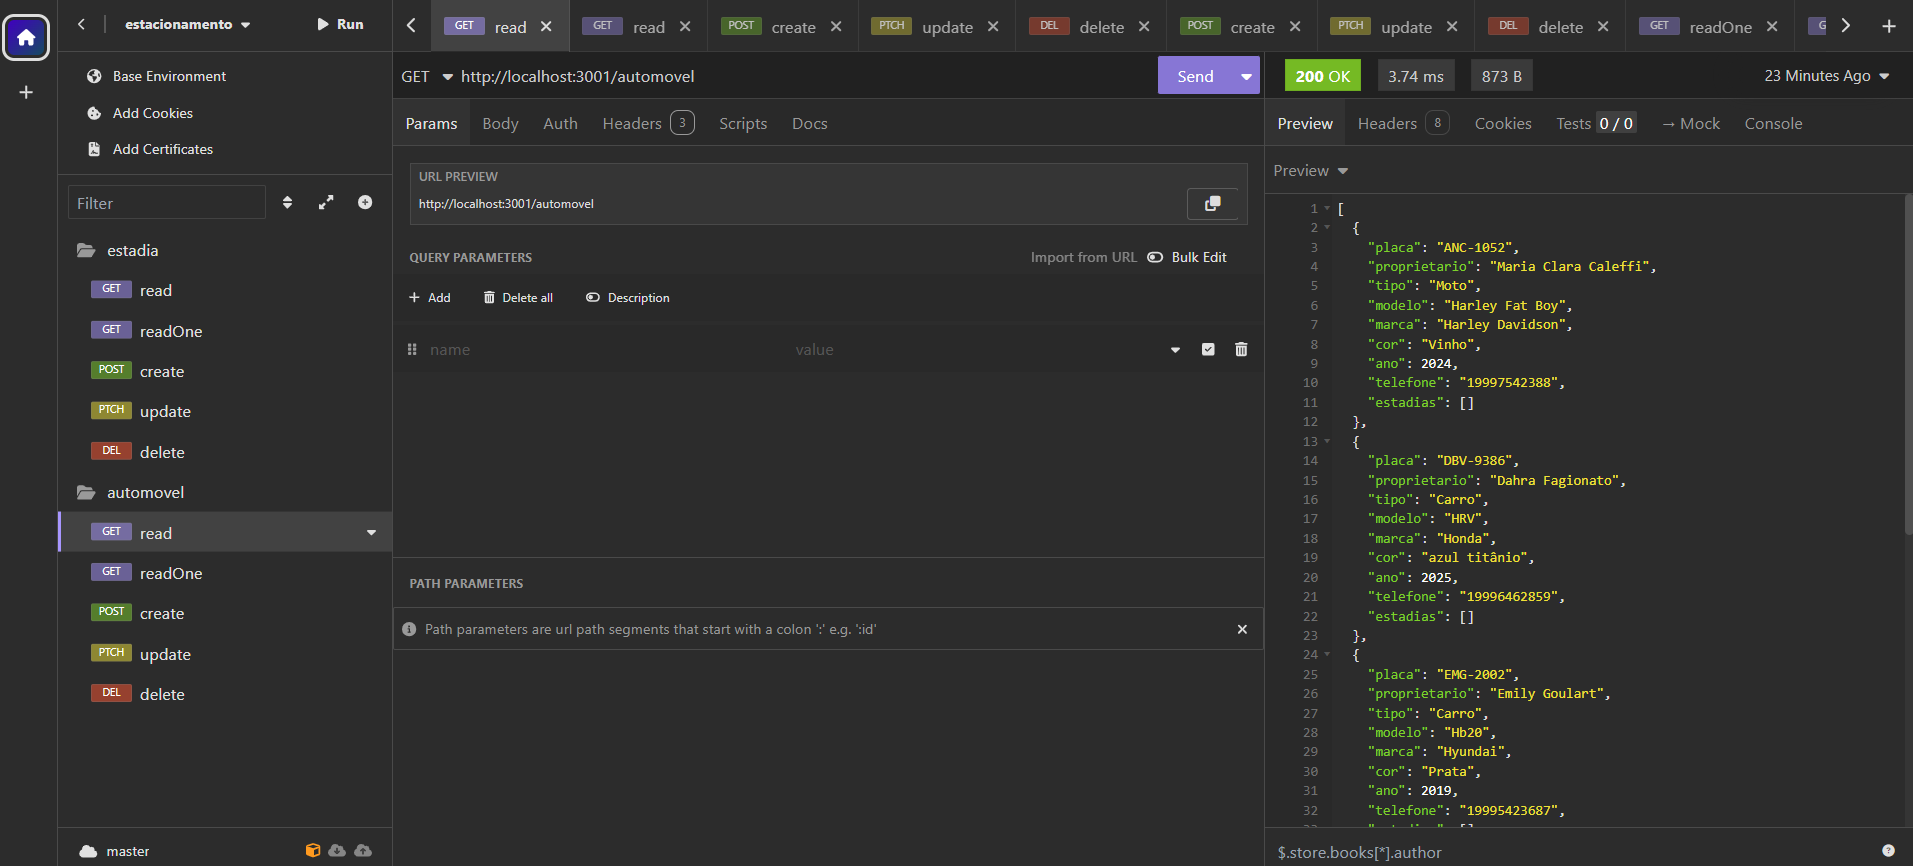 estacionamento
Run
Base Environment
Add Cookies
Add Certificates
Filter
estadia
GET read
GET readOne
POST create
PTCH update
DEL delete
automovel
GET read
GET readOne
POST create
PTCH update
DEL delete
master
GET read
GET read
POST create
PTCH update
DEL delete
POST create
PTCH update
DEL delete
GET readOne
GET http://localhost:3001/automovel
Send
Params Body Auth Headers 3 Scripts Docs
URL PREVIEW
http://localhost:3001/automovel
QUERY PARAMETERS Import from URL Bulk Edit
Add Delete all Description
name value
PATH PARAMETERS
Path parameters are url path segments that start with a colon ':' e.g. ':id'
200 OK 3.74 ms 873 B 23 Minutes Ago
Preview Headers 8 Cookies Tests 0 / 0 → Mock Console
Preview
1 [
2 {
3 "placa": "ANC-1052",
4 "proprietario": "Maria Clara Caleffi",
5 "tipo": "Moto",
6 "modelo": "Harley Fat Boy",
7 "marca": "Harley Davidson",
8 "cor": "Vinho",
9 "ano": 2024,
10 "telefone": "19997542388",
11 "estadias": []
12 },
13 {
14 "placa": "DBV-9386",
15 "proprietario": "Dahra Fagionato",
16 "tipo": "Carro",
17 "modelo": "HRV",
18 "marca": "Honda",
19 "cor": "azul titânio",
20 "ano": 2025,
21 "telefone": "19996462859",
22 "estadias": []
23 },
24 {
25 "placa": "EMG-2002",
26 "proprietario": "Emily Goulart",
27 "tipo": "Carro",
28 "modelo": "Hb20",
29 "marca": "Hyundai",
30 "cor": "Prata",
31 "ano": 2019,
32 "telefone": "19995423687",
$.store.books[*].author